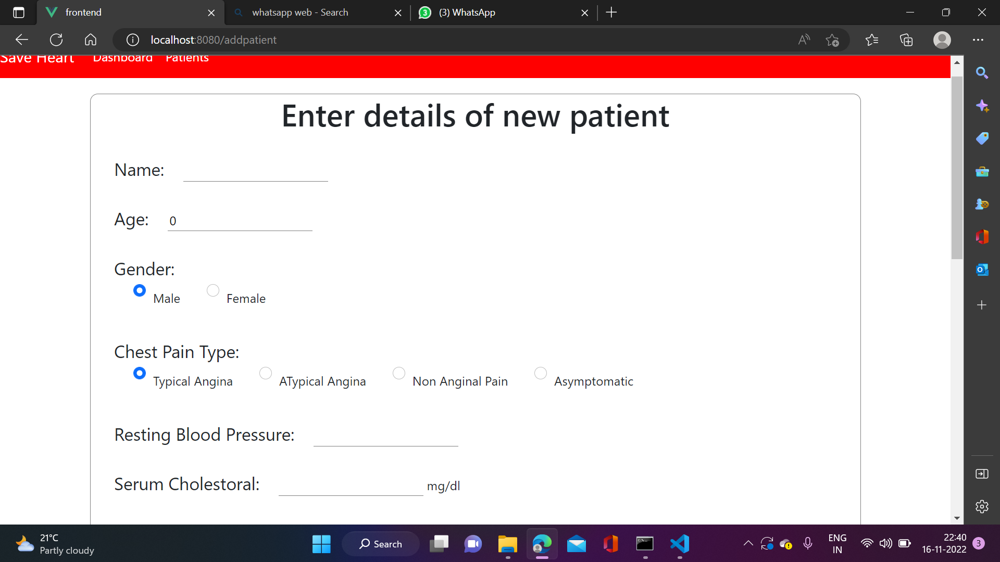 frontend
whatsapp web - Search
3
(3) WhatsApp
localhost:8080/addpatient
Save Heart Dashboard Patients
Enter details of new patient
Name:
Age: 0
Gender:
Male Female
Chest Pain Type:
Typical Angina ATypical Angina Non Anginal Pain Asymptomatic
Resting Blood Pressure:
Serum Cholestoral: mg/dl
21°C
Partly cloudy
Search
ENG
IN
22:40
16-11-2022
3